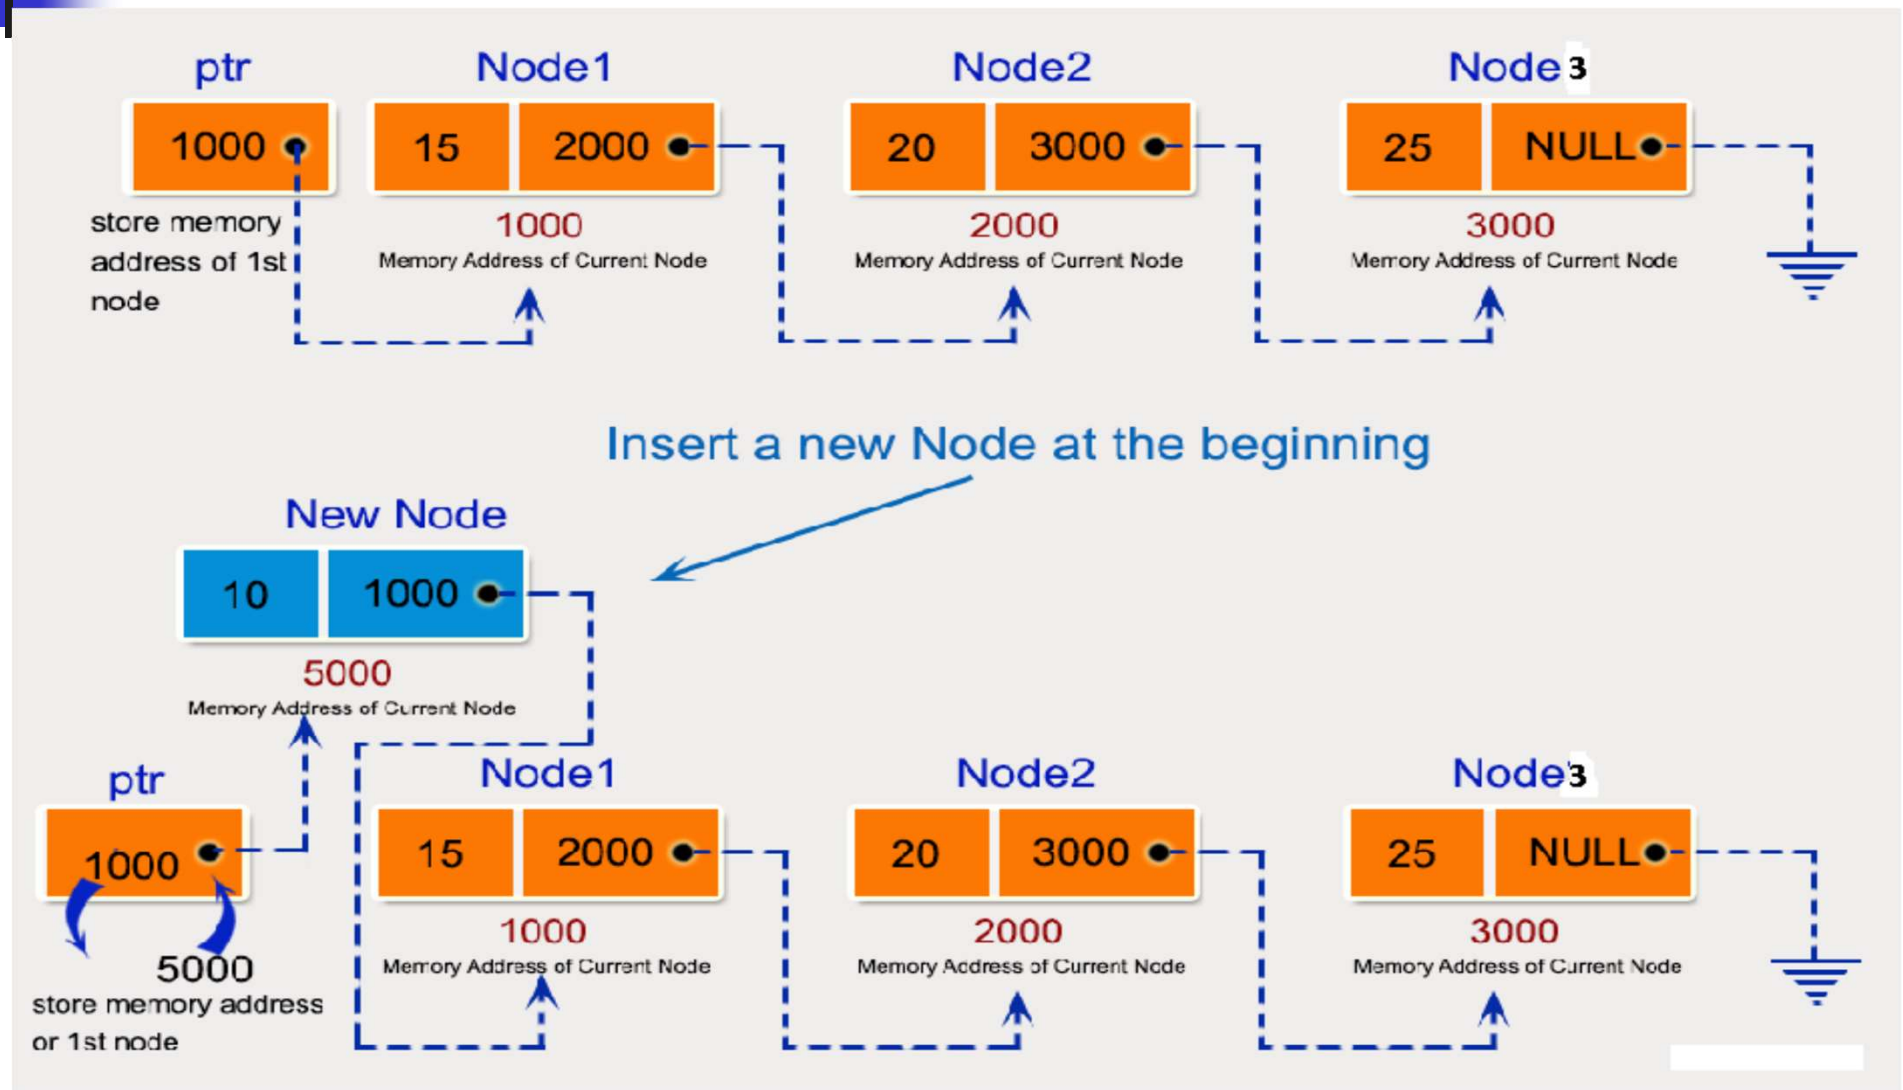 ptr
Node1
Node2
Node 3
1000
15
2000
20
3000
25
NULL
store memory
address of 1st
node
1000
Memory Address of Current Node
2000
Memory Address of Current Node
3000
Memory Address of Current Node
Insert a new Node at the beginning
New Node
10
1000
5000
Memory Address of Current Node
ptr
Node1
Node2
Node 3
1000
15
2000
20
3000
25
NULL
5000
store memory address
or 1st node
1000
Memory Address of Current Node
2000
Memory Address of Current Node
3000
Memory Address of Current Node